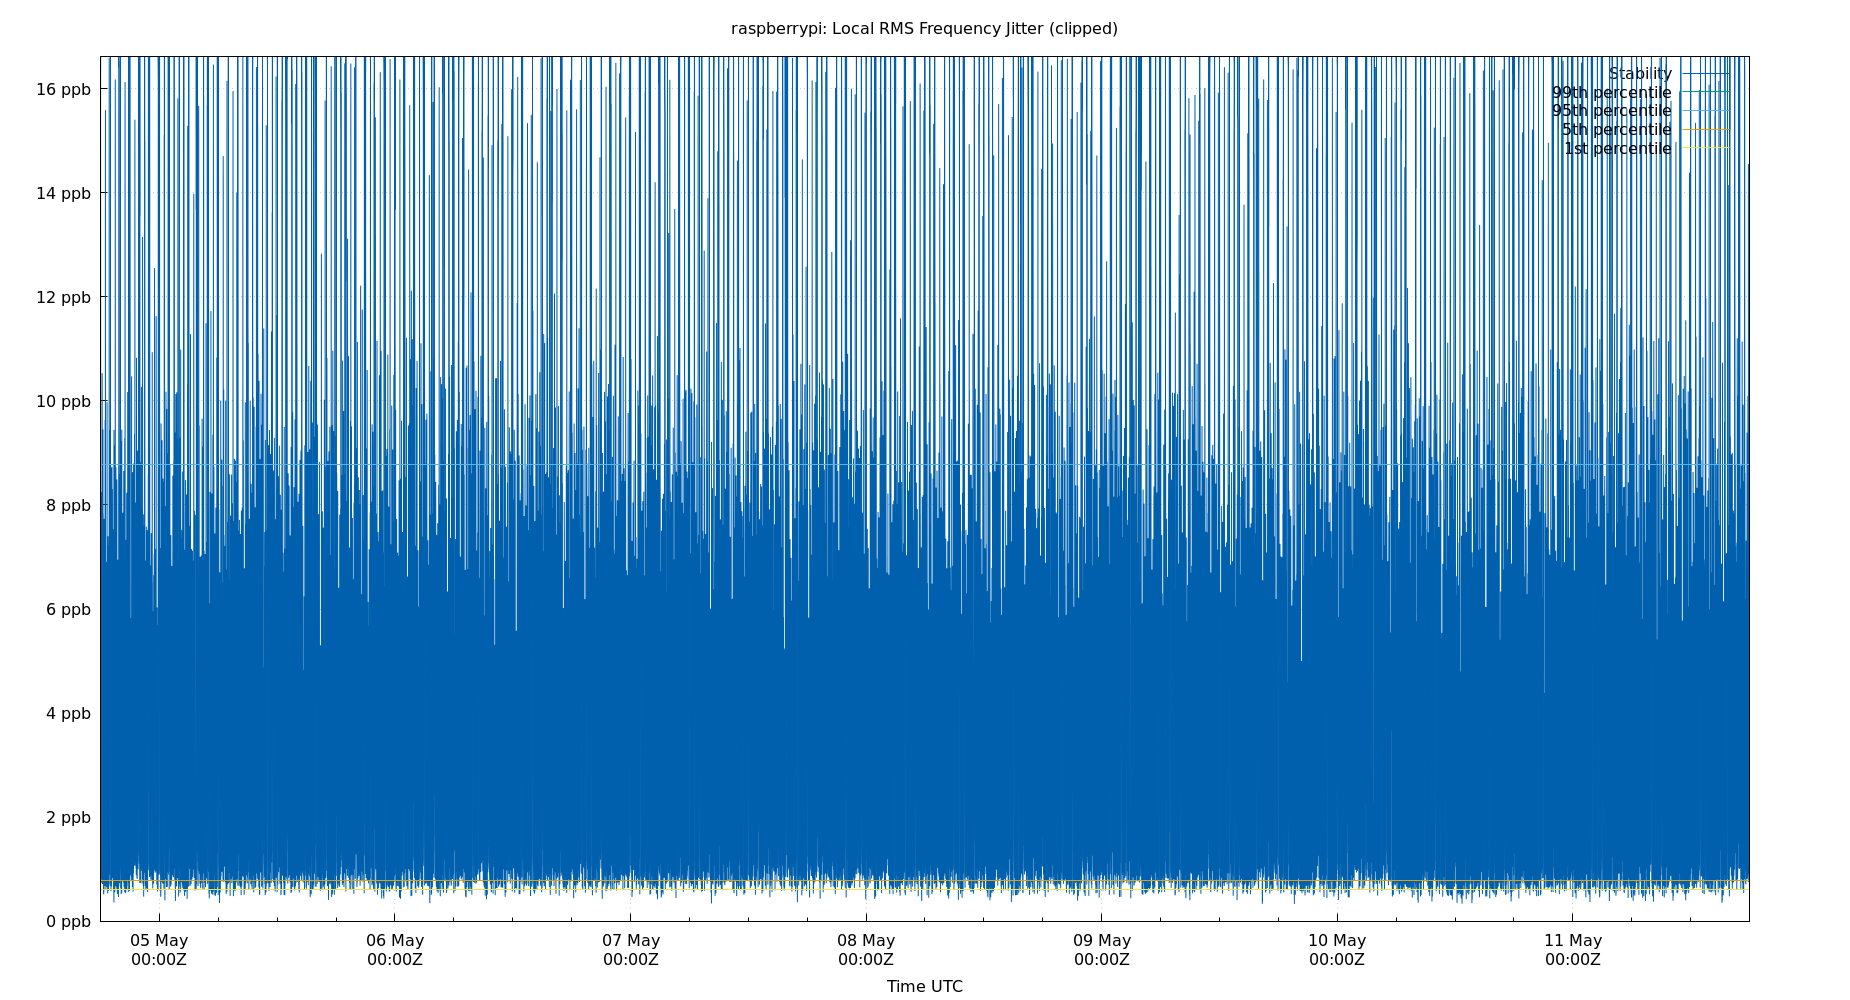 raspberrypi: Local RMS Frequency Jitter (clipped)
16 ppb
14 ppb
12 ppb
10 ppb
8 ppb
6 ppb
4 ppb
2 ppb
0 ppb
Stability
99th percentile
95th percentile
5th percentile
1st percentile
05 May
00:00Z
06 May
00:00Z
07 May
00:00Z
08 May
00:00Z
09 May
00:00Z
10 May
00:00Z
11 May
00:00Z
Time UTC